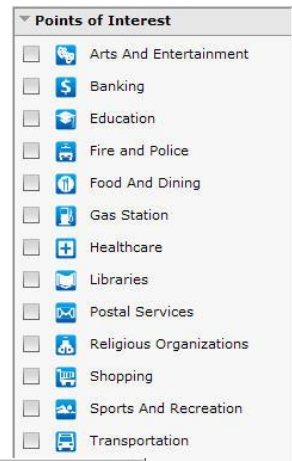 Points of Interest
Arts And Entertainment
$ Banking
Education
Fire and Police
Food And Dining
Gas Station
Healthcare
Libraries
Postal Services
Religious Organizations
Shopping
Sports And Recreation
Transportation